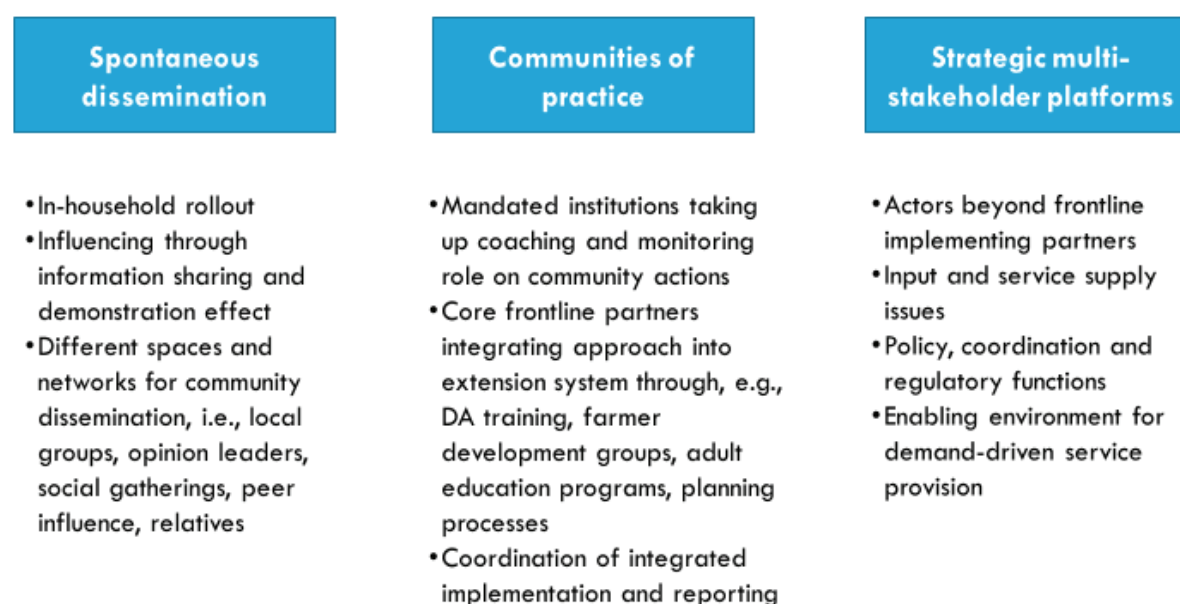 Spontaneous
dissemination
•In-household rollout
•Influencing through
information sharing and
demonstration effect
•Different spaces and
networks for community
dissemination, i.e., local
groups, opinion leaders,
social gatherings, peer
influence, relatives
Communities of
practice
•Mandated institutions taking
up coaching and monitoring
role on community actions
•Core frontline partners
integrating approach into
extension system through, e.g.,
DA training, farmer
development groups, adult
education programs, planning
processes
•Coordination of integrated
implementation and reporting
Strategic multi-
stakeholder platforms
•Actors beyond frontline
implementing partners
•Input and service supply
issues
•Policy, coordination and
regulatory functions
•Enabling environment for
demand-driven service
provision